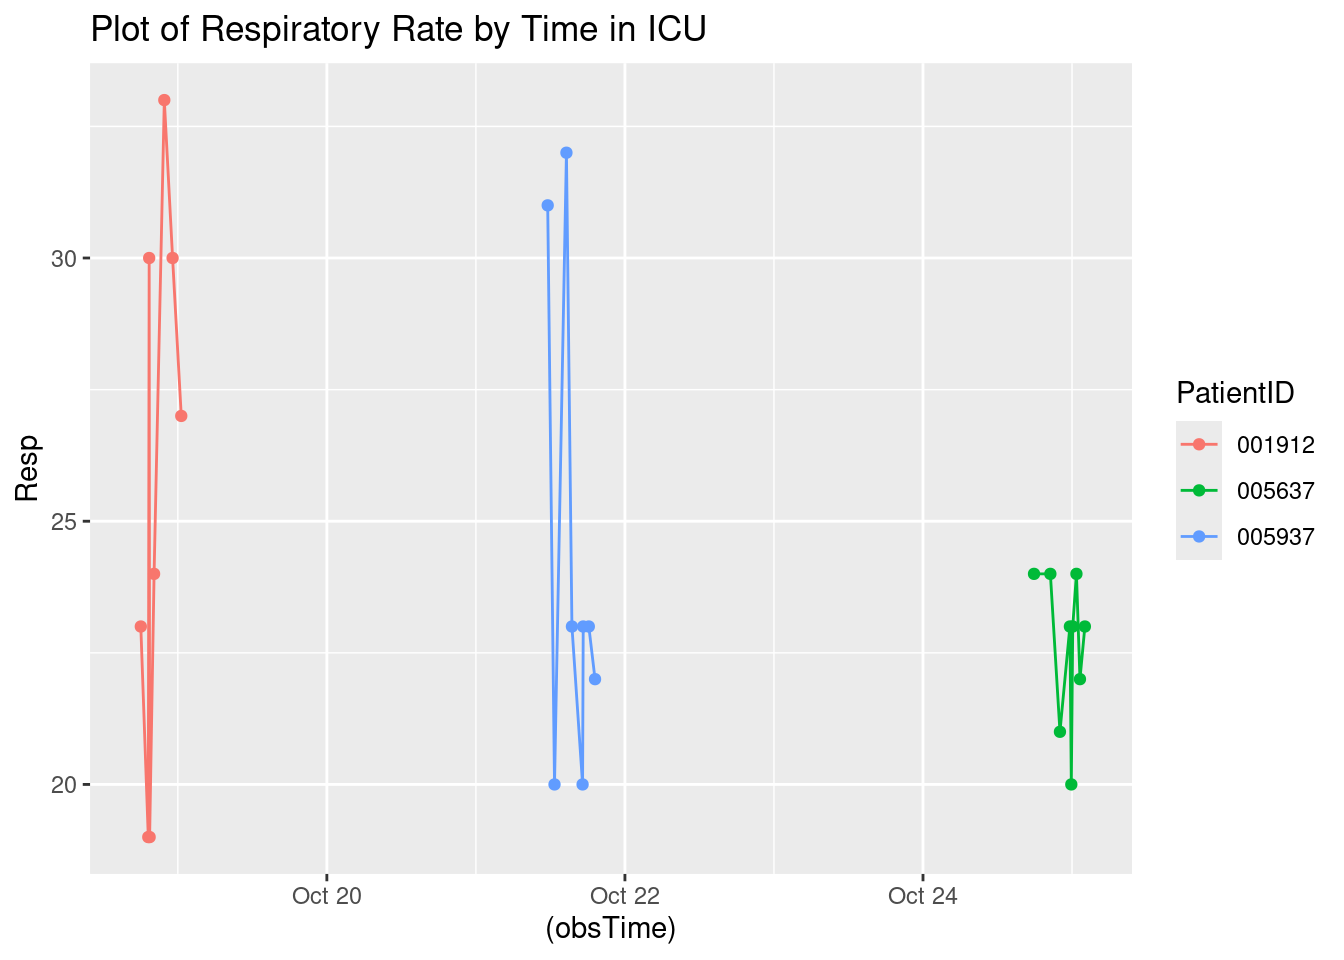 Plot of Respiratory Rate by Time in ICU
Resp
30
25
20
Oct 20
Oct 22
Oct 24
(obsTime)
PatientID
001912
005637
005937